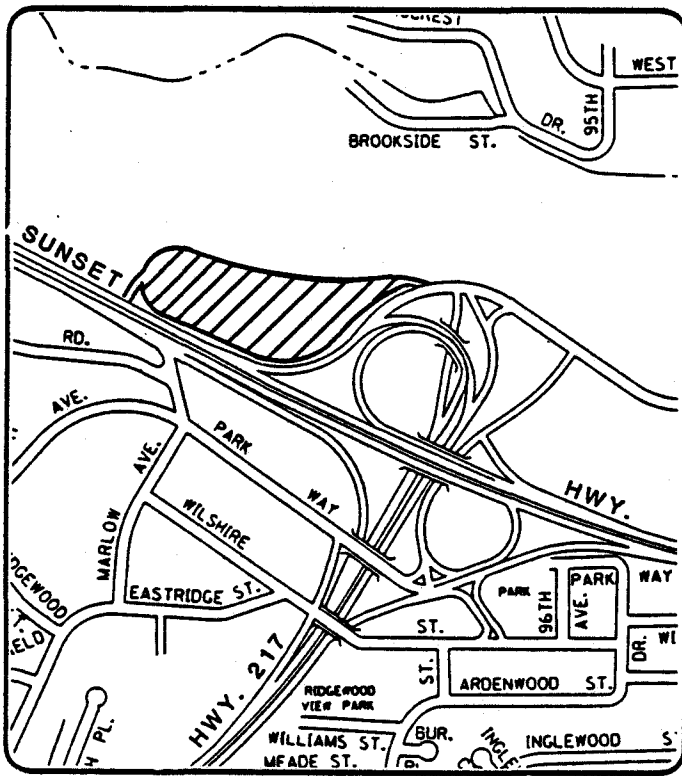 WEST
DR.
95TH
BROOKSIDE ST.
SUNSET
RD.
AVE.
PARK
WAY
AVE.
MARLOW
WILSHIRE
HWY.
EASTRIDGE ST.
PARK
96TH
PARK
AVE.
WAY
ST.
DR.
HWY. 217
RIDGEWOOD
VIEW PARK
ST.
ARDENWOOD ST.
WILLIAMS ST.
MEADE ST.
BUR.
INGLEWOOD
PL.